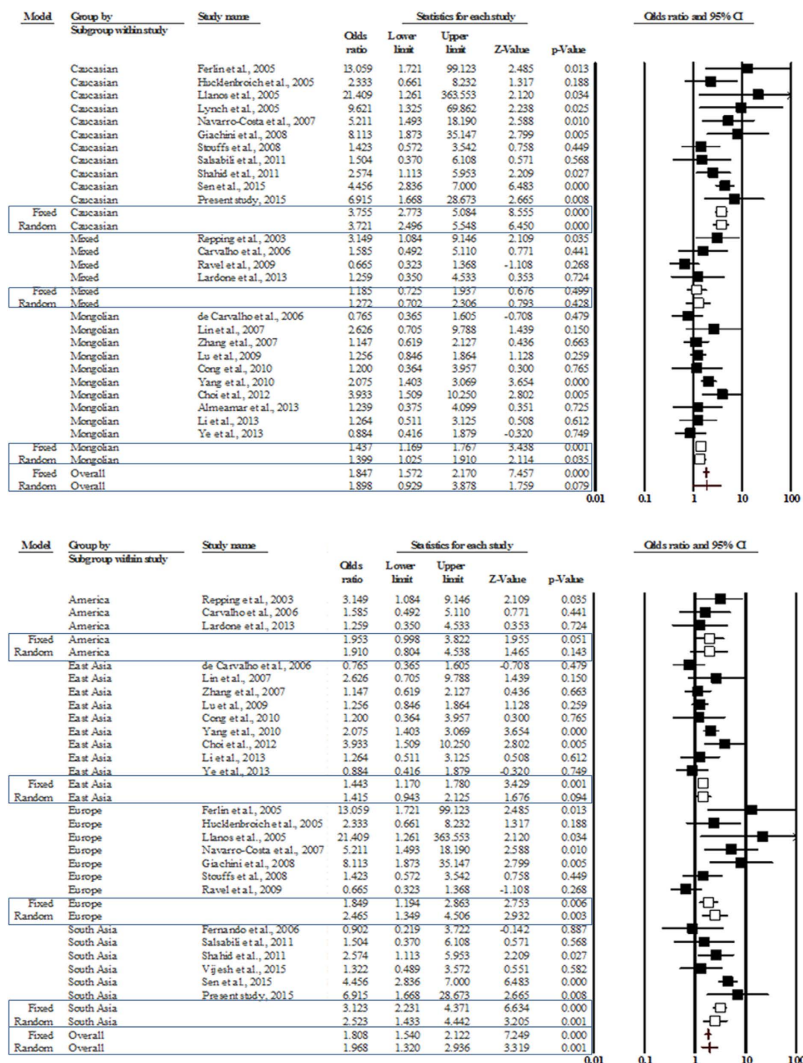 Model Group by Study name Statistics for each study Odds ratio and 95% CI
Subgroup within study
Odds Lower Upper
ratio limit limit Z-Value p-Value
Caucasian Ferlin et al., 2005 13.059 1.721 99.123 2.485 0.013
Caucasian Hucklenbroich et al., 2005 2.333 0.661 8.232 1.317 0.188
Caucasian Llanos et al., 2005 21.409 1.261 363.553 2.120 0.034
Caucasian Lynch et al., 2005 9.621 1.325 69.862 2.238 0.025
Caucasian Navarro-Costa et al., 2007 5.211 1.493 18.190 2.588 0.010
Caucasian Giachini et al., 2008 8.113 1.873 35.147 2.799 0.005
Caucasian Stouffs et al., 2008 1.423 0.572 3.542 0.758 0.449
Caucasian Salsabili et al., 2011 1.504 0.370 6.108 0.571 0.568
Caucasian Shahid et al., 2011 2.574 1.113 5.953 2.209 0.027
Caucasian Sen et al., 2015 4.456 2.836 7.000 6.483 0.000
Caucasian Present study, 2015 6.915 1.668 28.673 2.665 0.008
Fixed Caucasian 3.755 2.773 5.084 8.555 0.000
Random Caucasian 3.721 2.496 5.548 6.450 0.000
Mixed Repping et al., 2003 3.149 1.084 9.146 2.109 0.035
Mixed Carvalho et al., 2006 1.585 0.492 5.110 0.771 0.441
Mixed Ravel et al., 2009 0.665 0.323 1.368 -1.108 0.268
Mixed Lardone et al., 2013 1.259 0.350 4.533 0.353 0.724
Fixed Mixed 1.185 0.725 1.937 0.676 0.499
Random Mixed 1.272 0.702 2.306 0.793 0.428
Mongolian de Carvalho et al., 2006 0.765 0.365 1.605 -0.708 0.479
Mongolian Lin et al., 2007 2.626 0.705 9.788 1.439 0.150
Mongolian Zhang et al., 2007 1.147 0.619 2.127 0.436 0.663
Mongolian Lu et al., 2009 1.256 0.846 1.864 1.128 0.259
Mongolian Cong et al., 2010 1.200 0.364 3.957 0.300 0.765
Mongolian Yang et al., 2010 2.075 1.403 3.069 3.654 0.000
Mongolian Choi et al., 2012 3.933 1.509 10.250 2.802 0.005
Mongolian Almeamar et al., 2013 1.239 0.375 4.099 0.351 0.725
Mongolian Li et al., 2013 1.264 0.511 3.125 0.508 0.612
Mongolian Ye et al., 2013 0.884 0.416 1.879 -0.320 0.749
Fixed Mongolian 1.437 1.169 1.767 3.438 0.001
Random Mongolian 1.399 1.025 1.910 2.114 0.035
Fixed Overall 1.847 1.572 2.170 7.457 0.000
Random Overall 1.898 0.929 3.878 1.759 0.079
0.01 0.1 1 10 100
Model Group by Study name Statistics for each study Odds ratio and 95% CI
Subgroup within study
Odds Lower Upper
ratio limit limit Z-Value p-Value
America Repping et al., 2003 3.149 1.084 9.146 2.109 0.035
America Carvalho et al., 2006 1.585 0.492 5.110 0.771 0.441
America Lardone et al., 2013 1.259 0.350 4.533 0.353 0.724
Fixed America 1.953 0.998 3.822 1.955 0.051
Random America 1.910 0.804 4.538 1.465 0.143
East Asia de Carvalho et al., 2006 0.765 0.365 1.605 -0.708 0.479
East Asia Lin et al., 2007 2.626 0.705 9.788 1.439 0.150
East Asia Zhang et al., 2007 1.147 0.619 2.127 0.436 0.663
East Asia Lu et al., 2009 1.256 0.846 1.864 1.128 0.259
East Asia Cong et al., 2010 1.200 0.364 3.957 0.300 0.765
East Asia Yang et al., 2010 2.075 1.403 3.069 3.654 0.000
East Asia Choi et al., 2012 3.933 1.509 10.250 2.802 0.005
East Asia Li et al., 2013 1.264 0.511 3.125 0.508 0.612
East Asia Ye et al., 2013 0.884 0.416 1.879 -0.320 0.749
Fixed East Asia 1.443 1.170 1.780 3.429 0.001
Random East Asia 1.415 0.943 2.125 1.676 0.094
Europe Ferlin et al., 2005 13.059 1.721 99.123 2.485 0.013
Europe Hucklenbroich et al., 2005 2.333 0.661 8.232 1.317 0.188
Europe Llanos et al., 2005 21.409 1.261 363.553 2.120 0.034
Europe Navarro-Costa et al., 2007 5.211 1.493 18.190 2.588 0.010
Europe Giachini et al., 2008 8.113 1.873 35.147 2.799 0.005
Europe Stouffs et al., 2008 1.423 0.572 3.542 0.758 0.449
Europe Ravel et al., 2009 0.665 0.323 1.368 -1.108 0.268
Fixed Europe 1.849 1.194 2.863 2.753 0.006
Random Europe 2.465 1.349 4.506 2.932 0.003
South Asia Fernando et al., 2006 0.902 0.219 3.722 -0.142 0.887
South Asia Salsabili et al., 2011 1.504 0.370 6.108 0.571 0.568
South Asia Shahid et al., 2011 2.574 1.113 5.953 2.209 0.027
South Asia Vijesh et al., 2015 1.322 0.489 3.572 0.551 0.582
South Asia Sen et al., 2015 4.456 2.836 7.000 6.483 0.000
South Asia Present study, 2015 6.915 1.668 28.673 2.665 0.008
Fixed South Asia 3.123 2.231 4.371 6.634 0.000
Random South Asia 2.523 1.433 4.442 3.205 0.001
Fixed Overall 1.808 1.540 2.122 7.249 0.000
Random Overall 1.968 1.320 2.936 3.319 0.001
0.01 0.1 1 10 100